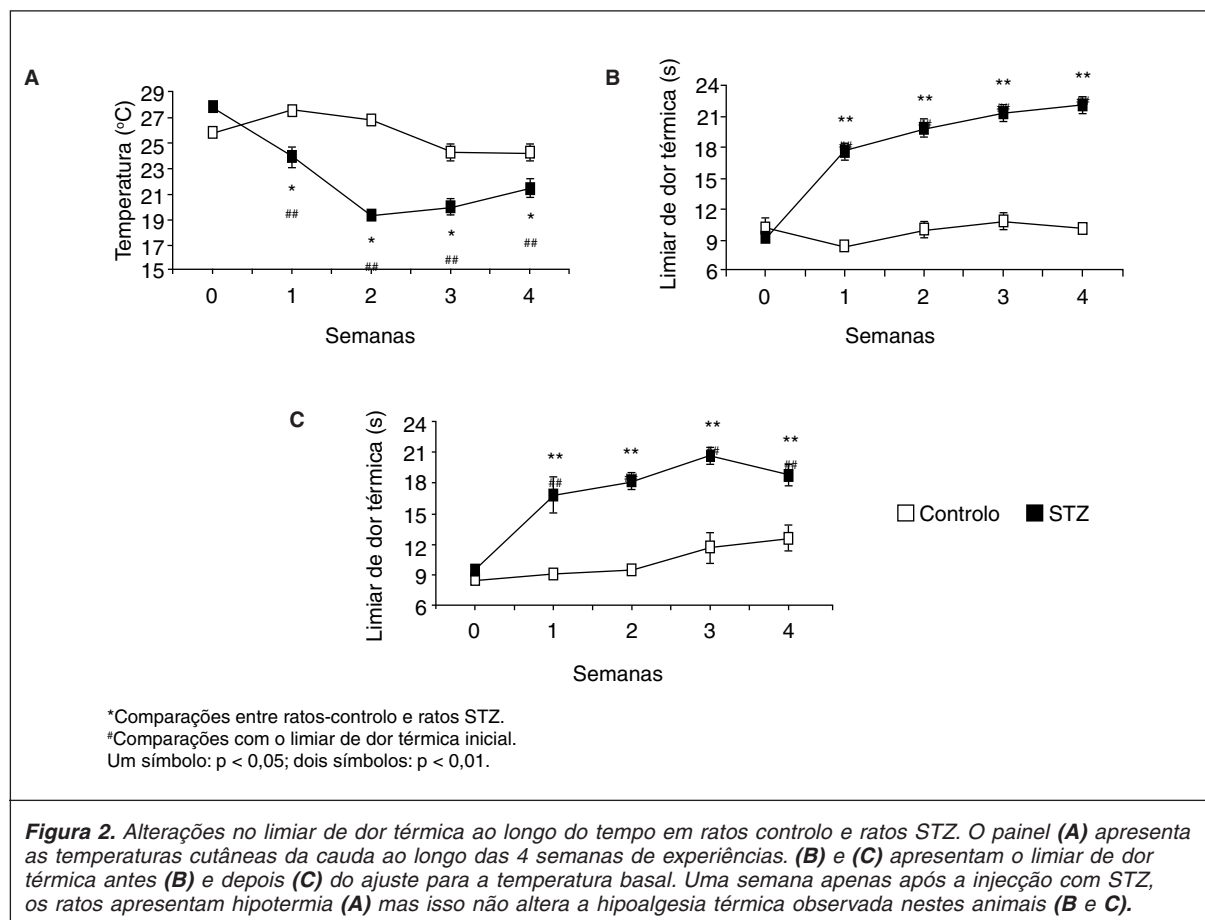 A
Temperatura (°C)
29
27
25
23
21
19
17
15
*
##
*
##
*
##
*
##
0 1 2 3 4
Semanas
B
Limiar de dor térmica (s)
24
21
18
15
12
9
6
**
**
**
**
##
##
##
##
0 1 2 3 4
Semanas
C
Limiar de dor térmica (s)
24
21
18
15
12
9
6
**
**
**
**
##
##
##
##
0 1 2 3 4
Semanas
Controlo STZ
*Comparações entre ratos-controlo e ratos STZ.
#Comparações com o limiar de dor térmica inicial.
Um símbolo: p < 0,05; dois símbolos: p < 0,01.
Figura 2. Alterações no limiar de dor térmica ao longo do tempo em ratos controlo e ratos STZ. O painel (A) apresenta
as temperaturas cutâneas da cauda ao longo das 4 semanas de experiências. (B) e (C) apresentam o limiar de dor
térmica antes (B) e depois (C) do ajuste para a temperatura basal. Uma semana apenas após a injecção com STZ,
os ratos apresentam hipotermia (A) mas isso não altera a hipoalgesia térmica observada nestes animais (B e C).